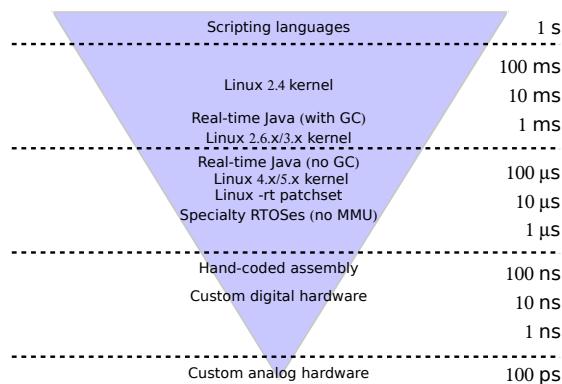 Scripting languages 1 s
100 ms
Linux 2.4 kernel
10 ms
Real-time Java (with GC) 1 ms
Linux 2.6.x/3.x kernel
Real-time Java (no GC)
Linux 4.x/5.x kernel 100 µs
Linux -rt patchset 10 µs
Specialty RTOSes (no MMU)
1 µs
Hand-coded assembly 100 ns
Custom digital hardware 10 ns
1 ns
Custom analog hardware 100 ps